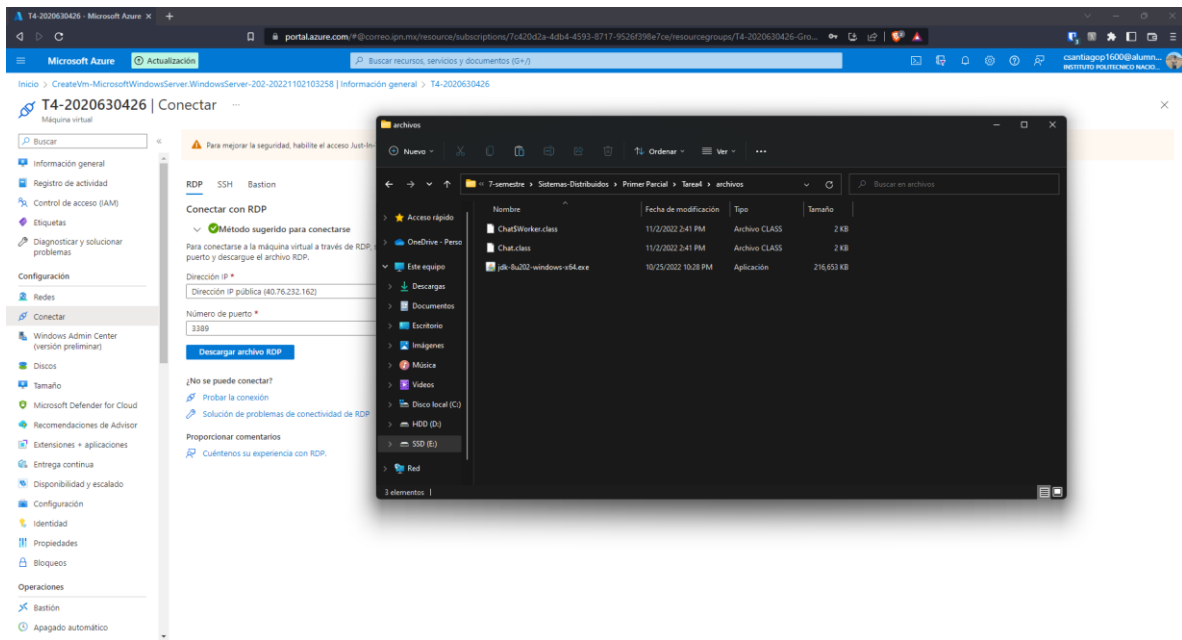 T4-2020630426 - Microsoft Azure
portal.azure.com/#@correo.ipn.mx/resource/subscriptions/7c420d2a-4db4-4593-8717-9526f398e7ce/resourcegroups/T4-2020630426-Gro...
Microsoft Azure
Actualización
Buscar recursos, servicios y documentos (G+/)
csantiagop1600@alumn...
INSTITUTO POLITECNICO NACIO...
Inicio > CreateVm-MicrosoftWindowsServer.WindowsServer-202-20221102103258 | Información general > T4-2020630426
T4-2020630426 | Conectar ...
Máquina virtual
Buscar
Información general
Registro de actividad
Control de acceso (IAM)
Etiquetas
Diagnosticar y solucionar
problemas
Configuración
Redes
Conectar
Windows Admin Center
(versión preliminar)
Discos
Tamaño
Microsoft Defender for Cloud
Recomendaciones de Advisor
Extensiones + aplicaciones
Entrega continua
Disponibilidad y escalado
Configuración
Identidad
Propiedades
Bloqueos
Operaciones
Bastión
Apagado automático
Para mejorar la seguridad, habilite el acceso Just-In-
RDP SSH Bastion
Conectar con RDP
Método sugerido para conectarse
Para conectarse a la máquina virtual a través de RDP,
puerto y descargue el archivo RDP.
Dirección IP *
Dirección IP pública (40.76.232.162)
Número de puerto *
3389
Descargar archivo RDP
¿No se puede conectar?
Probar la conexión
Solución de problemas de conectividad de RDP
Proporcionar comentarios
Cuéntenos su experiencia con RDP.
archivos
Nuevo Ordenar Ver ...
« 7-semestre > Sistemas-Distribuidos > Primer Parcial > Tarea4 > archivos
Buscar en archivos
Nombre Fecha de modificación Tipo Tamaño
Chat$Worker.class 11/2/2022 2:41 PM Archivo CLASS 2 KB
Chat.class 11/2/2022 2:41 PM Archivo CLASS 2 KB
jdk-8u202-windows-x64.exe 10/25/2022 10:28 PM Aplicación 216,653 KB
Acceso rápido
OneDrive - Perso
Este equipo
Descargas
Documentos
Escritorio
Imágenes
Música
Videos
Disco local (C:)
HDD (D:)
SSD (E:)
Red
3 elementos